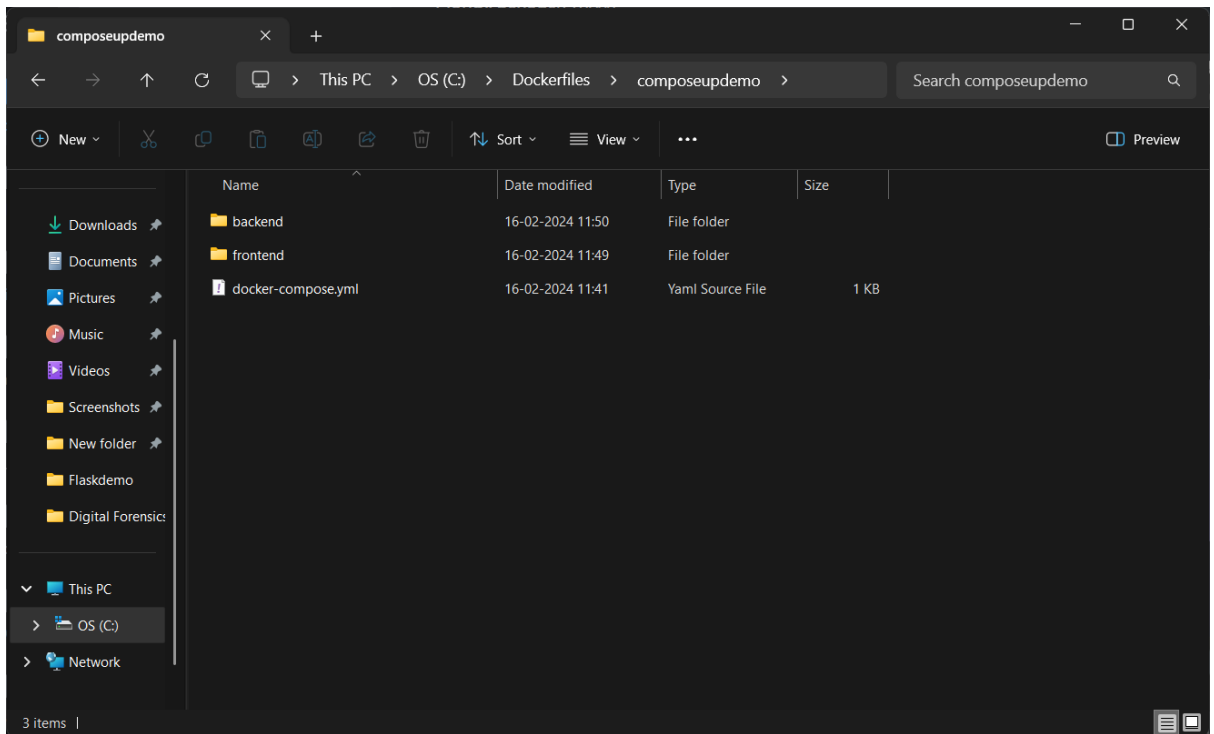 composeupdemo
This PC > OS (C:) > Dockerfiles > composeupdemo >
Search composeupdemo
New
Sort
View
Preview
Name
Date modified
Type
Size
backend 16-02-2024 11:50 File folder
frontend 16-02-2024 11:49 File folder
docker-compose.yml 16-02-2024 11:41 Yaml Source File 1 KB
Downloads
Documents
Pictures
Music
Videos
Screenshots
New folder
Flaskdemo
Digital Forensics
This PC
OS (C:)
Network
3 items